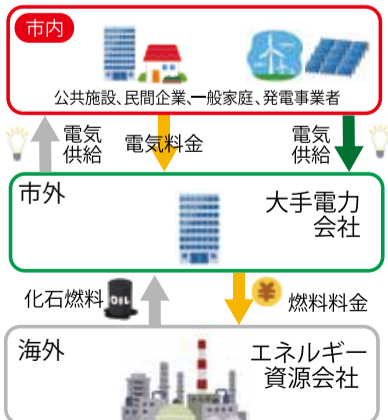 市内
公共施設、民間企業、一般家庭、発電事業者
電気
供給
電気料金
電気
供給
市外
大手電力
会社
化石燃料
OIL
¥
燃料料金
海外
エネルギー
資源会社